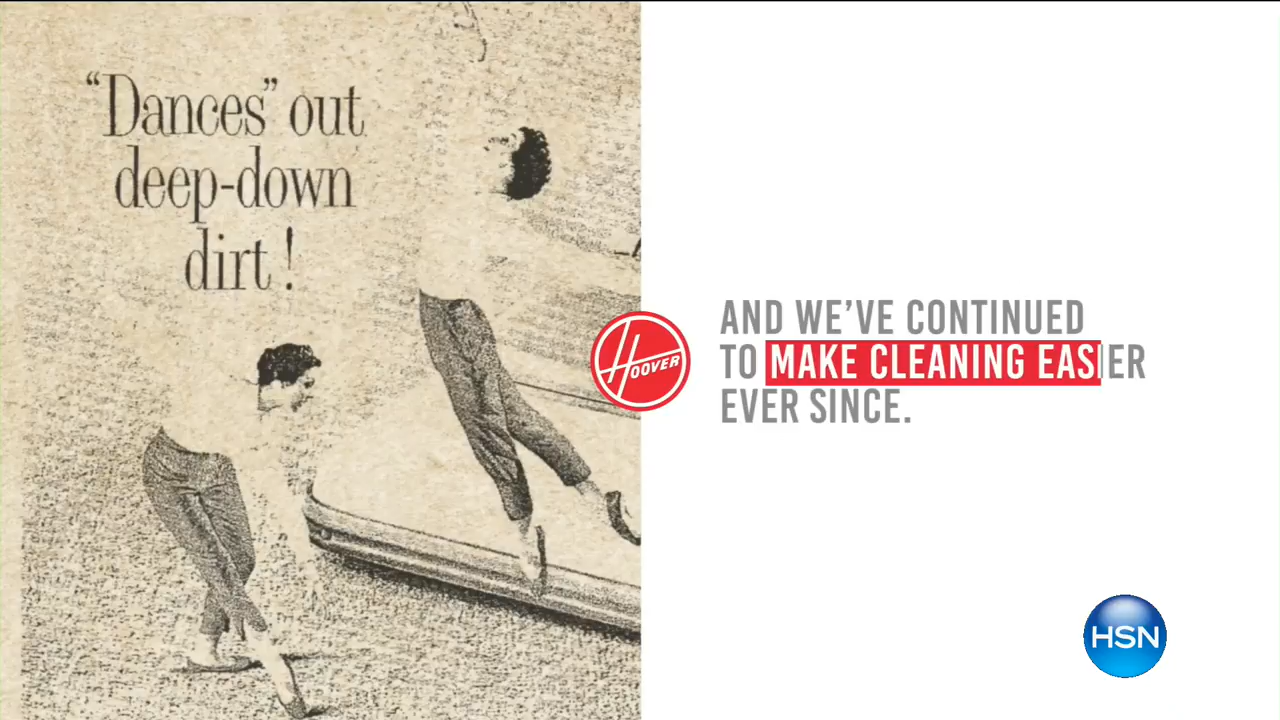 “Dances” out
deep-down
dirt!
HOOVER
AND WE’VE CONTINUED
TO MAKE CLEANING EASIER
EVER SINCE.
HSN